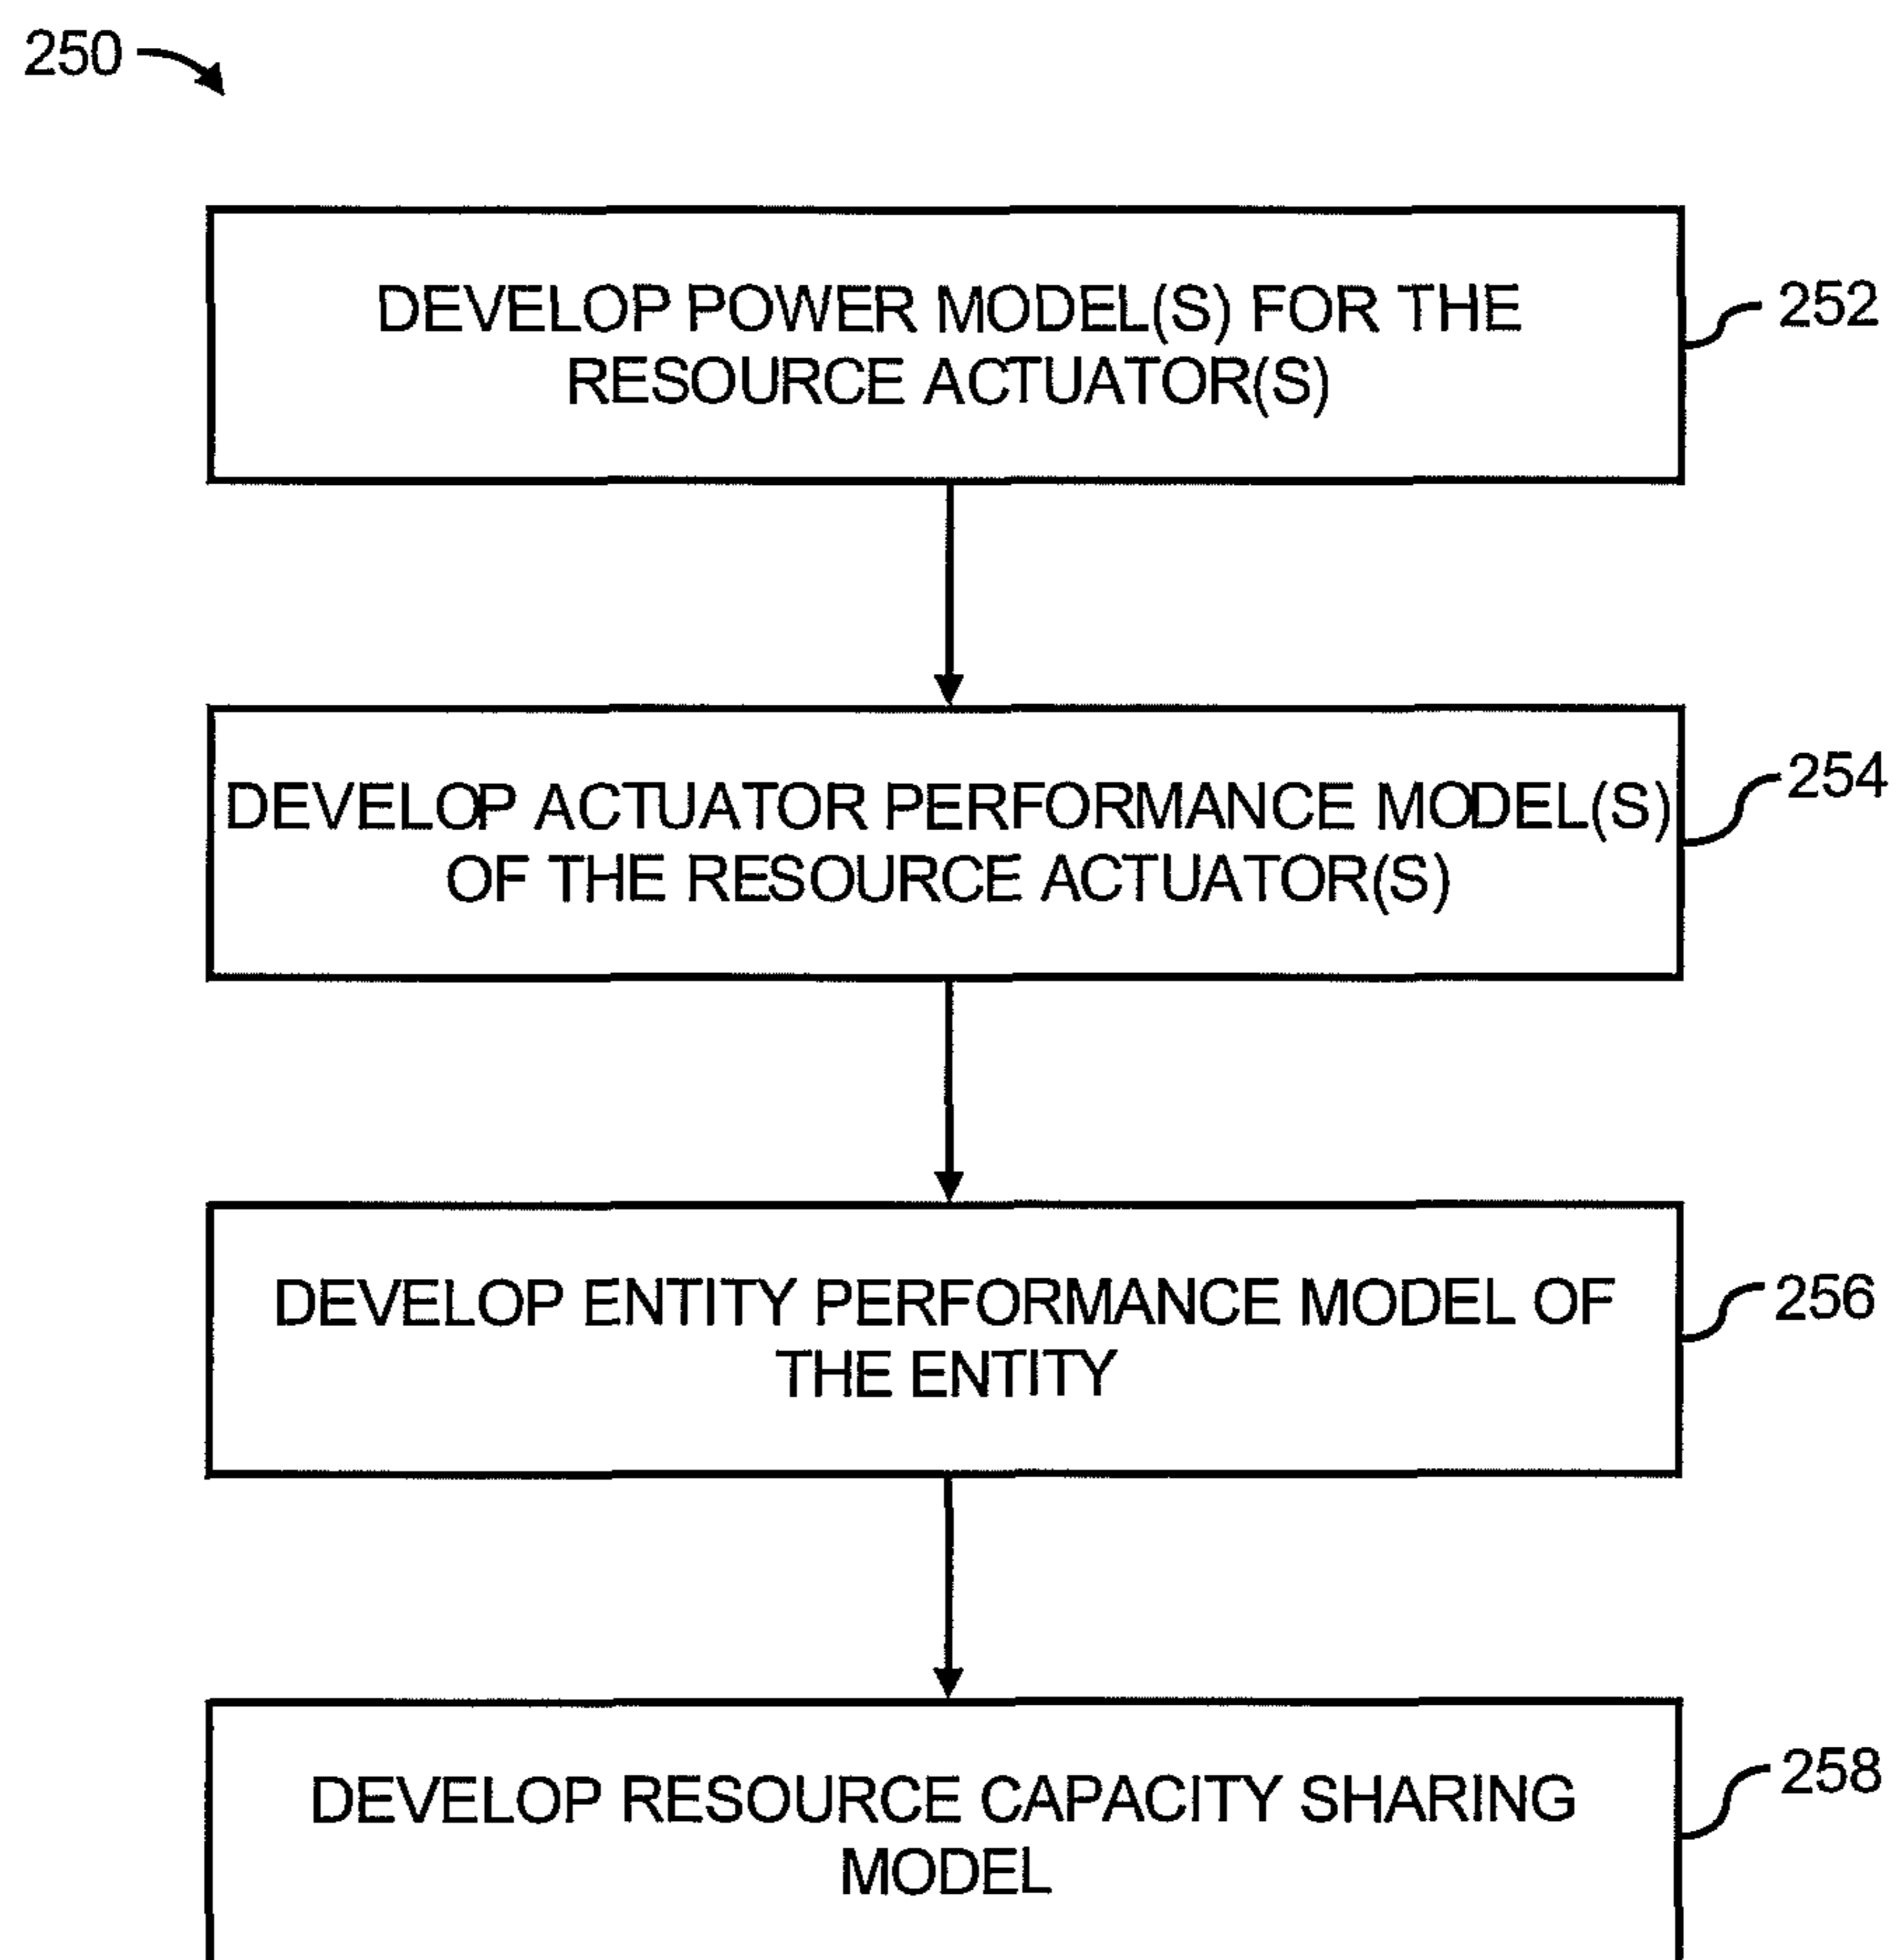 250
DEVELOP POWER MODEL(S) FOR THE
RESOURCE ACTUATOR(S)
252
DEVELOP ACTUATOR PERFORMANCE MODEL(S)
OF THE RESOURCE ACTUATOR(S)
254
DEVELOP ENTITY PERFORMANCE MODEL OF
THE ENTITY
256
DEVELOP RESOURCE CAPACITY SHARING
MODEL
258